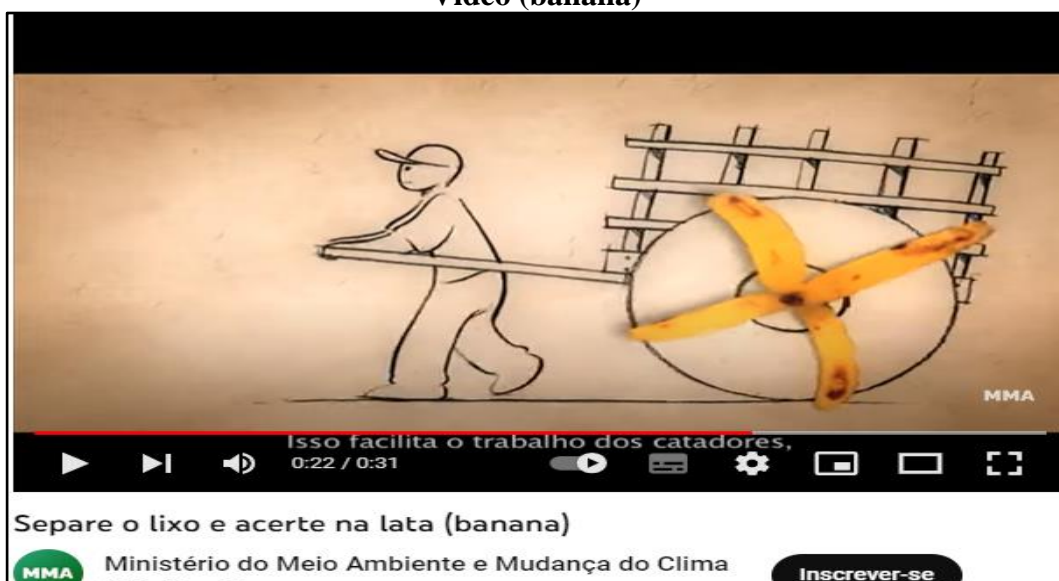 Vídeo (banana)
MMA
Isso facilita o trabalho dos catadores,
0:22 / 0:31
Separe o lixo e acerte na lata (banana)
MMA
Ministério do Meio Ambiente e Mudança do Clima
Inscrever-se